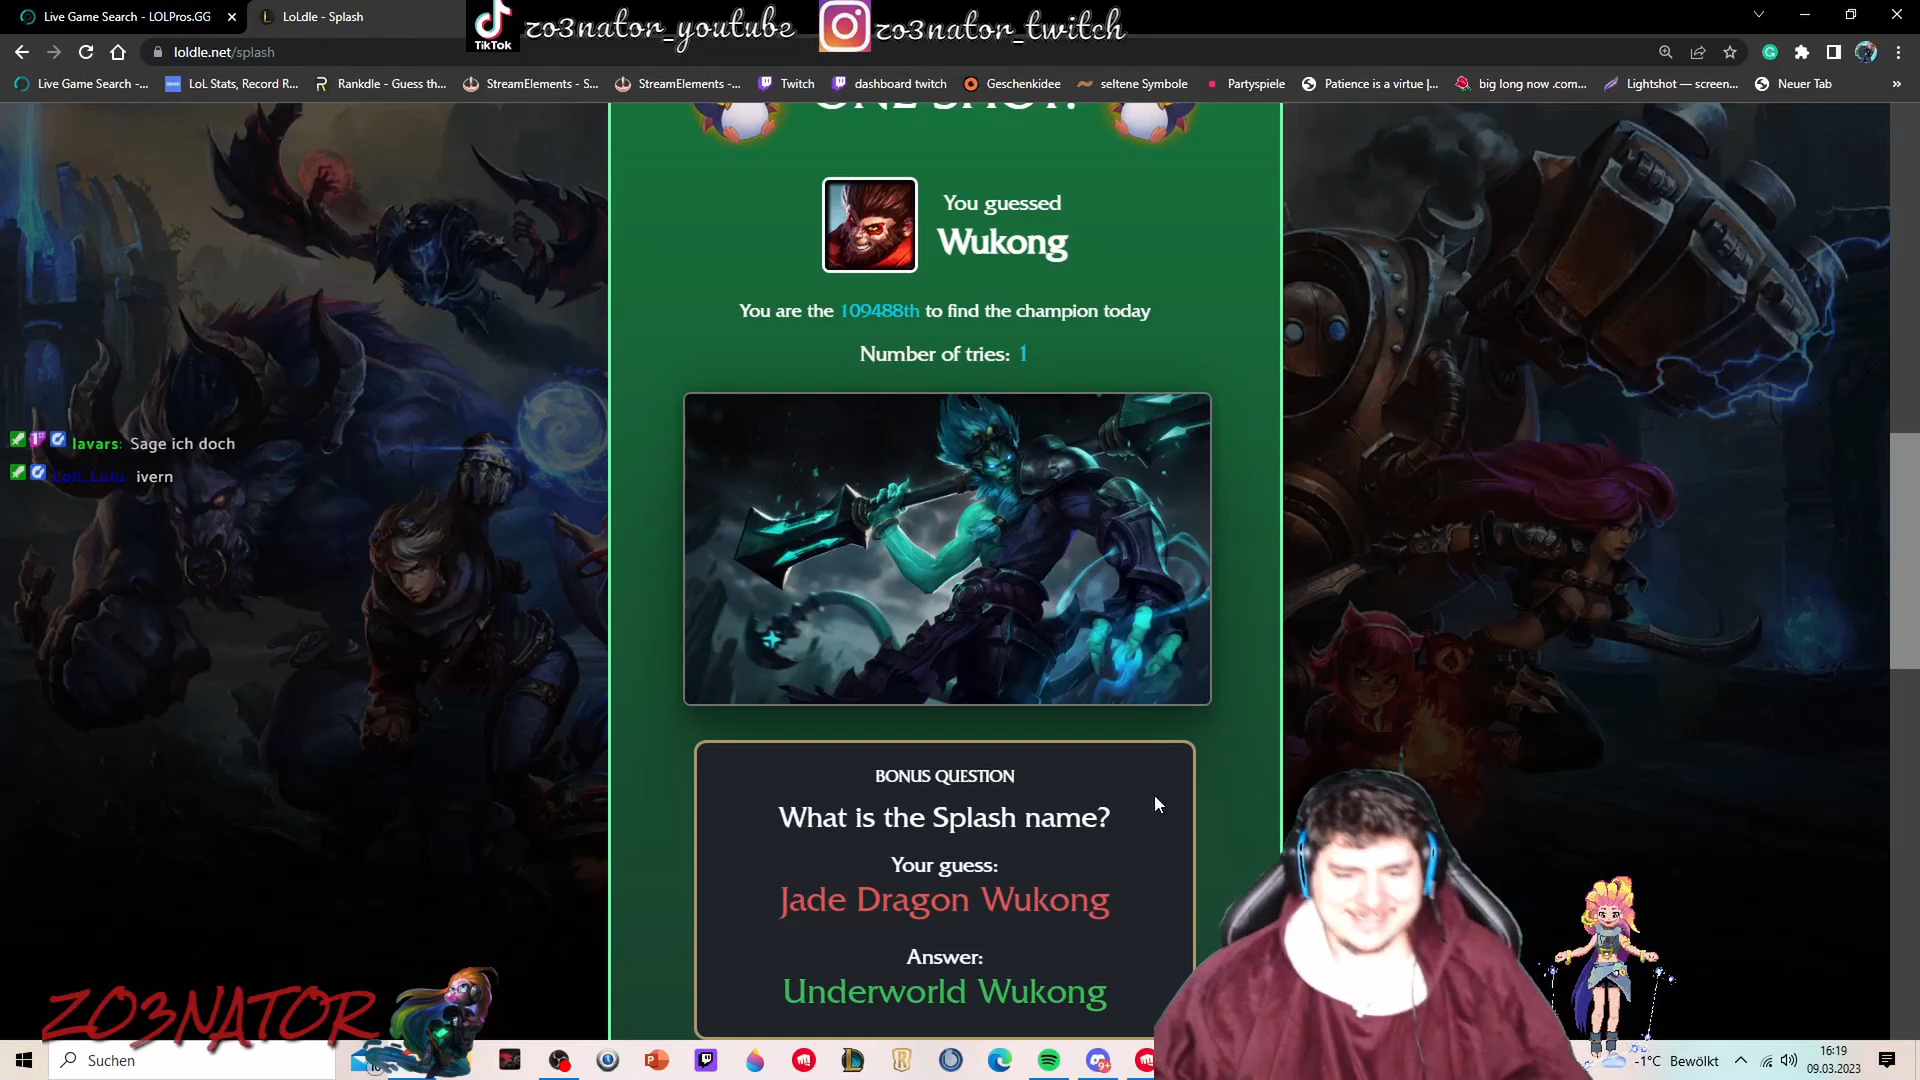 Live Game Search - LOLPros.GG
LoLdle - Splash
TikTok
zo3nator_youtube
zo3nator_twitch
loldle.net/splash
Live Game Search -...
LoL Stats, Record R...
Rankdle - Guess th...
StreamElements - S...
StreamElements -...
Twitch
dashboard twitch
Geschenkidee
seltene Symbole
Partyspiele
Patience is a virtue |...
big long now .com...
Lightshot — screen...
Neuer Tab
ONE SHOT!
You guessed
Wukong
You are the 109488th to find the champion today
Number of tries: 1
lavars: Sage ich doch
Loli_Lulu ivern
BONUS QUESTION
What is the Splash name?
Your guess:
Jade Dragon Wukong
Answer:
Underworld Wukong
ZO3NATOR
Suchen
-1°C Bewölkt
16:19
09.03.2023